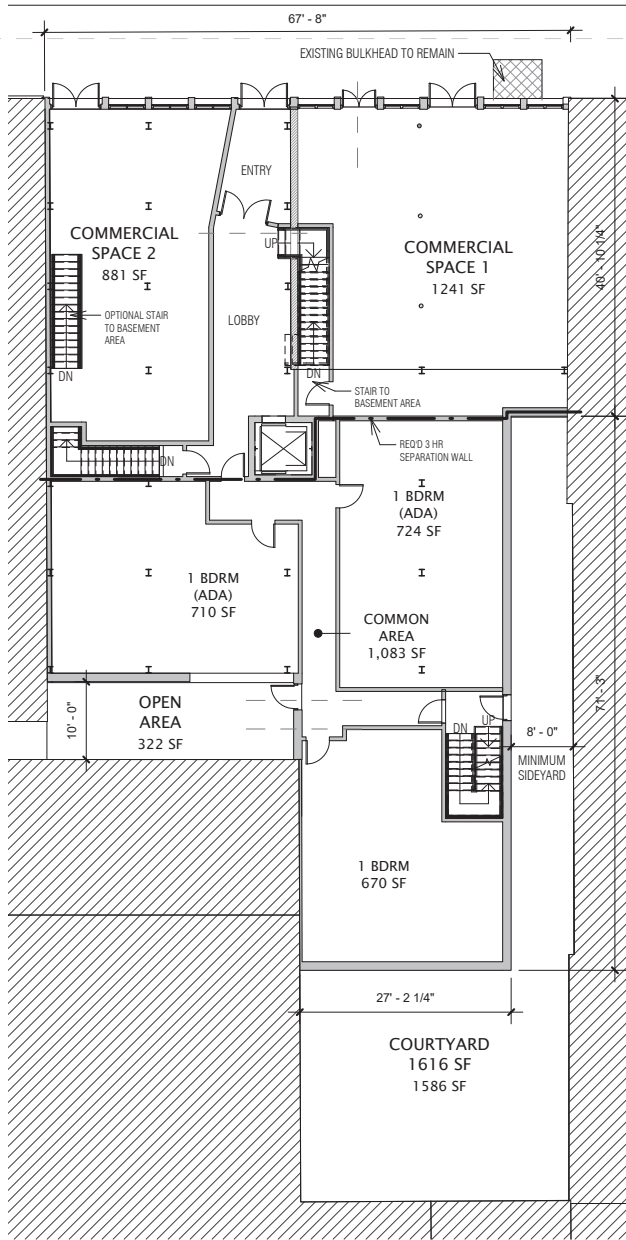 67' - 8"
EXISTING BULKHEAD TO REMAIN
ENTRY
COMMERCIAL
SPACE 2
881 SF
UP
COMMERCIAL
SPACE 1
1241 SF
40' - 10 1/4"
OPTIONAL STAIR
TO BASEMENT
AREA
LOBBY
DN
DN
STAIR TO
BASEMENT AREA
REQ'D 3 HR
SEPARATION WALL
DN
1 BDRM
(ADA)
724 SF
1 BDRM
(ADA)
710 SF
COMMON
AREA
1,083 SF
71' - 3"
10' - 0"
OPEN
AREA
322 SF
DN
UP
8' - 0"
MINIMUM
SIDEYARD
1 BDRM
670 SF
27' - 2 1/4"
COURTYARD
1616 SF
1586 SF